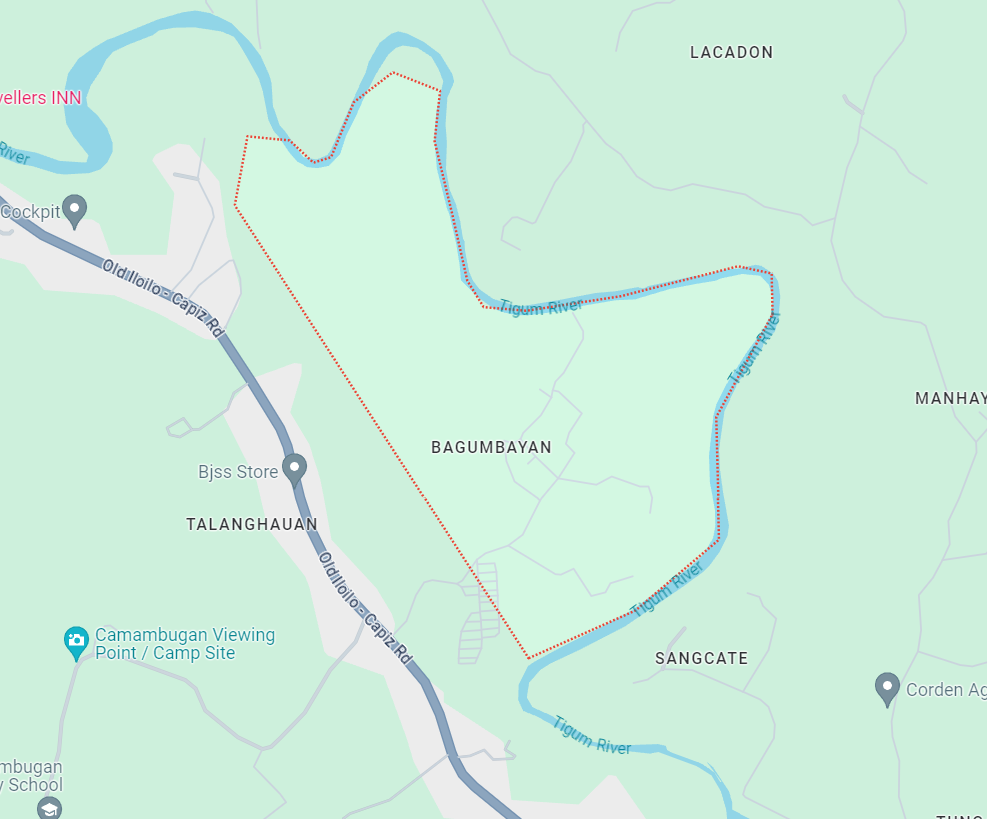 LACADON
vellers INN
River
Cockpit
Old Iloilo - Capiz Rd
Tigum River
Tigum River
MANHAY
BAGUMBAYAN
Bjss Store
TALANGHAUAN
Old Iloilo - Capiz Rd
Tigum River
Camambugan Viewing
Point / Camp Site
SANGCATE
Corden Ag
Tigum River
mbugan
y School
TUNG